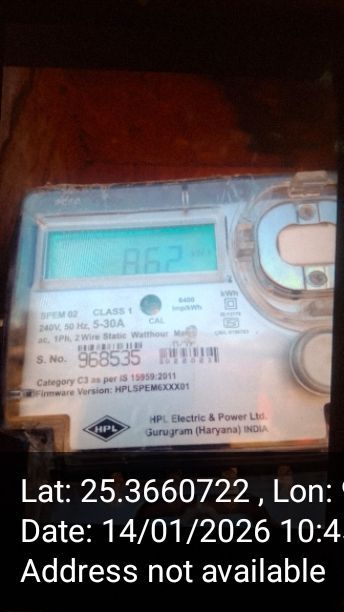 862
kWh
SPEM 02 CLASS 1
6400
imp/kWh
240V, 50 Hz, 5-30A
CAL
ac, 1Ph, 2 Wire Static Watthour
S. No. 968535
Category C3 as per IS 15959:2011
Firmware Version: HPLSPEM6XXX01
HPL
HPL Electric & Power Ltd.
Gurugram (Haryana) INDIA
Lat: 25.3660722 , Lon:
Date: 14/01/2026 10:4
Address not available